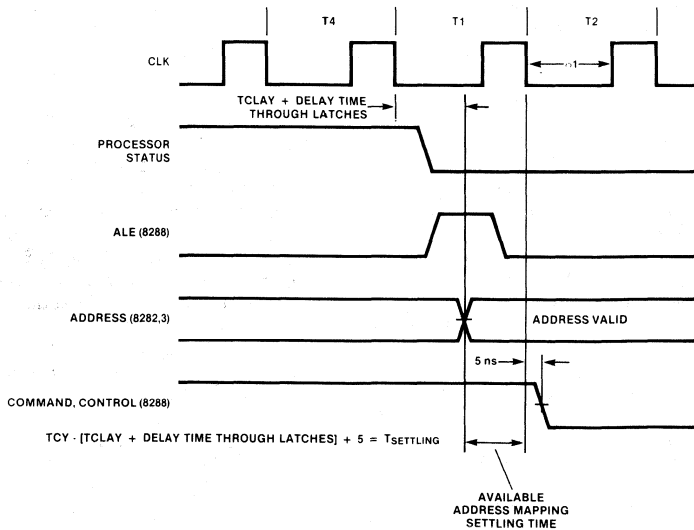 T4
T1
T2
CLK
∩1
TCLAY + DELAY TIME
THROUGH LATCHES
PROCESSOR
STATUS
ALE (8288)
ADDRESS (8282,3)
ADDRESS VALID
5 ns
COMMAND, CONTROL (8288)
TCY - [TCLAY + DELAY TIME THROUGH LATCHES] + 5 = TSETTLING
AVAILABLE
ADDRESS MAPPING
SETTLING TIME